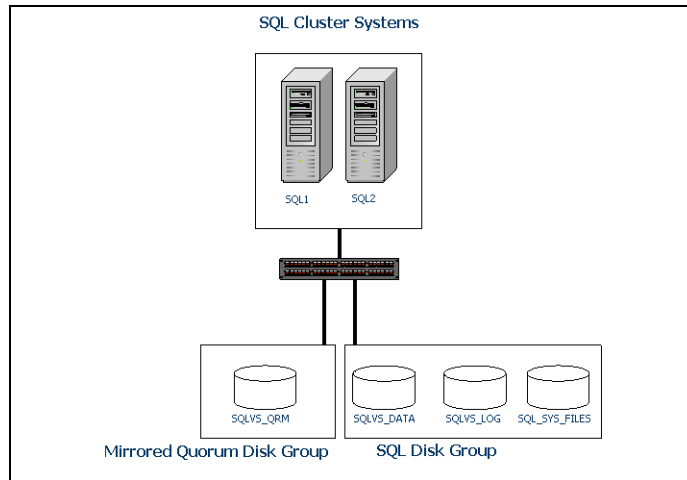 SQL Cluster Systems
SQL1 SQL2
SQLVS_QRM SQLVS_DATA SQLVS_LOG SQL_SYS_FILES
Mirrored Quorum Disk Group SQL Disk Group